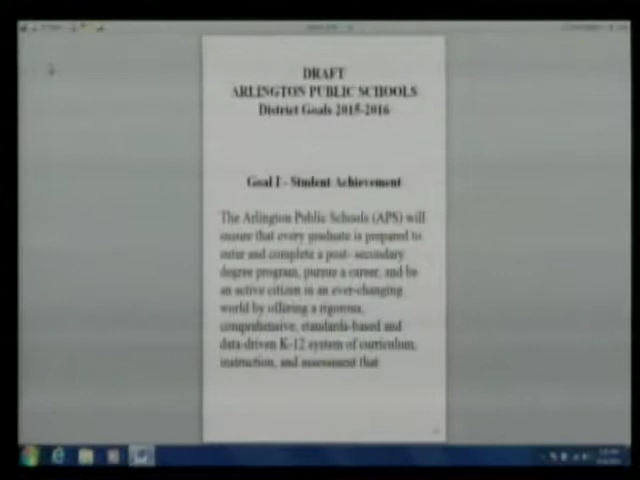 DRAFT
ARLINGTON PUBLIC SCHOOLS
District Goals 2015-2016
Goal I - Student Achievement
The Arlington Public Schools (APS) will
ensure that every graduate is prepared to
enter and complete a post- secondary
degree program, pursue a career, and be
an active citizen in an ever-changing
world by offering a rigorous,
comprehensive, standards-based and
data-driven K-12 system of curriculum,
instruction, and assessment that